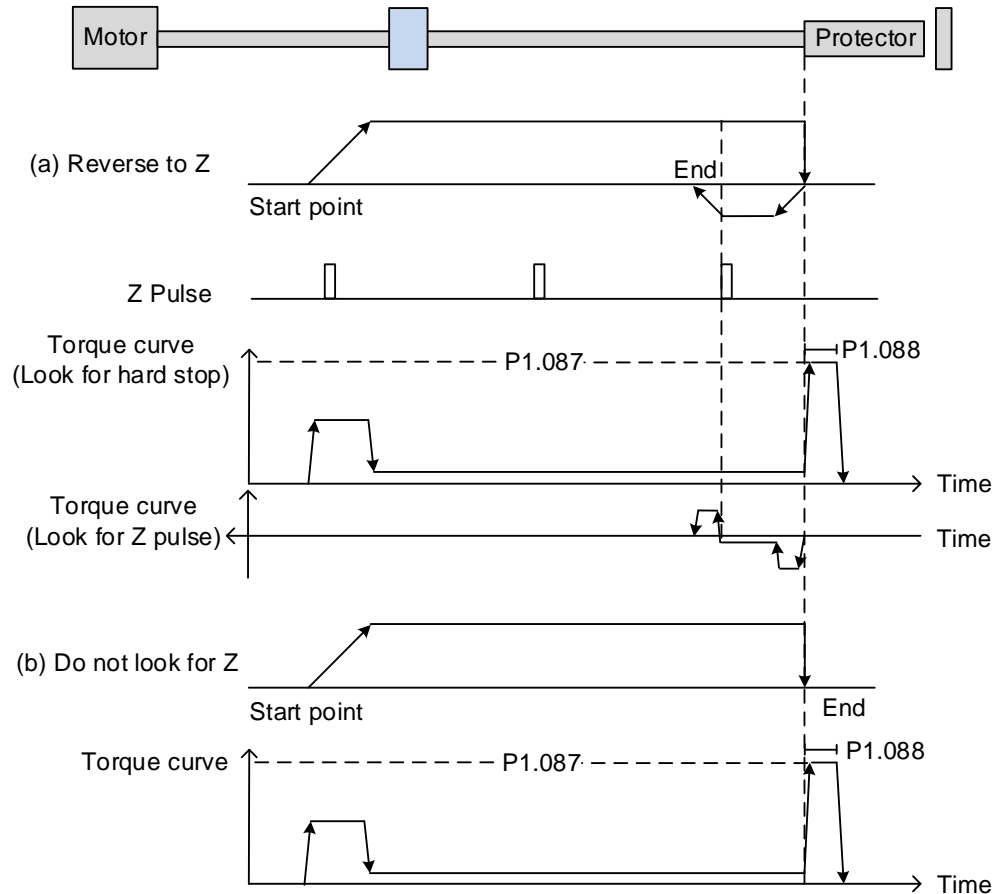 Motor
Protector
(a) Reverse to Z
End
Start point
Z Pulse
Torque curve
(Look for hard stop)
P1.087
P1.088
Time
Torque curve
(Look for Z pulse)
Time
(b) Do not look for Z
Start point
End
Torque curve
P1.087
P1.088
Time